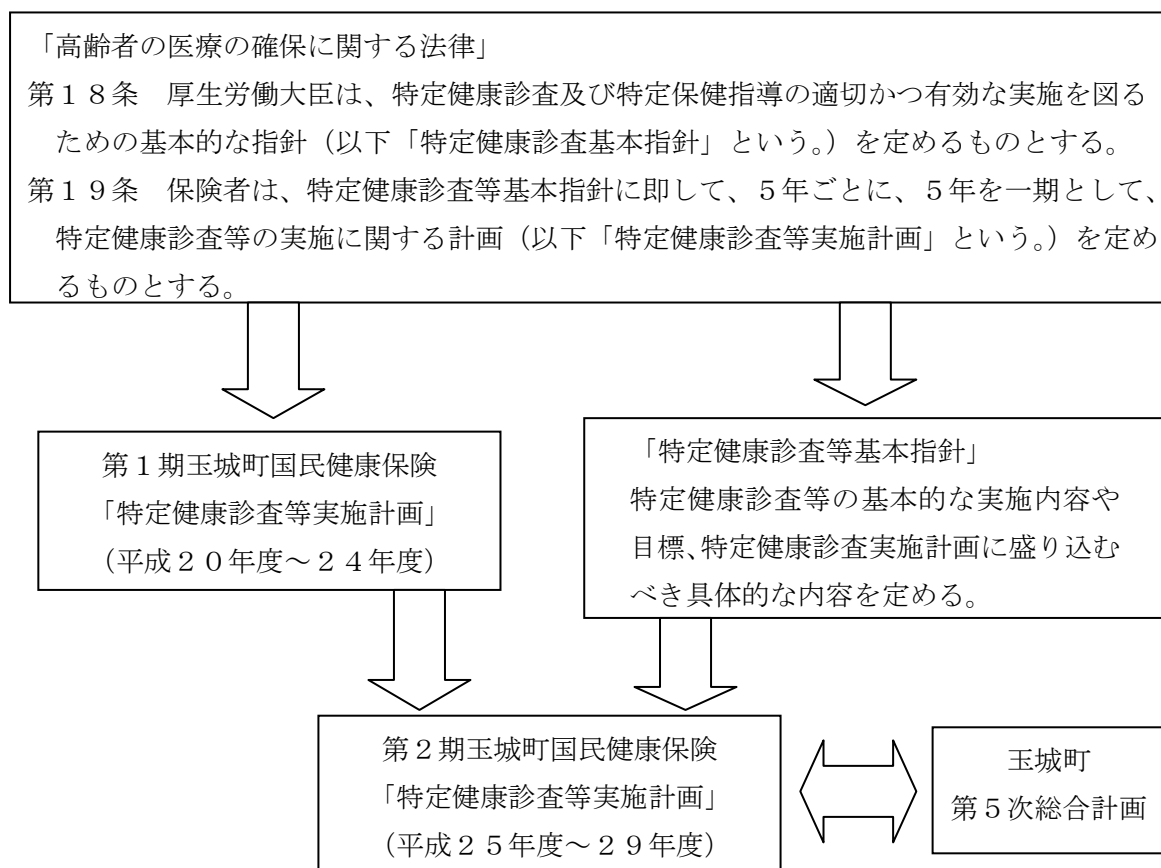 「高齢者の医療の確保に関する法律」
第１８条　厚生労働大臣は、特定健康診査及び特定保健指導の適切かつ有効な実施を図る
ための基本的な指針（以下「特定健康診査基本指針」という。）を定めるものとする。
第１９条　保険者は、特定健康診査等基本指針に即して、５年ごとに、５年を一期として、
特定健康診査等の実施に関する計画（以下「特定健康診査等実施計画」という。）を定め
るものとする。
第１期玉城町国民健康保険
「特定健康診査等実施計画」
（平成２０年度～２４年度）
「特定健康診査等基本指針」
特定健康診査等の基本的な実施内容や
目標、特定健康診査実施計画に盛り込む
べき具体的な内容を定める。
第２期玉城町国民健康保険
「特定健康診査等実施計画」
（平成２５年度～２９年度）
玉城町
第５次総合計画